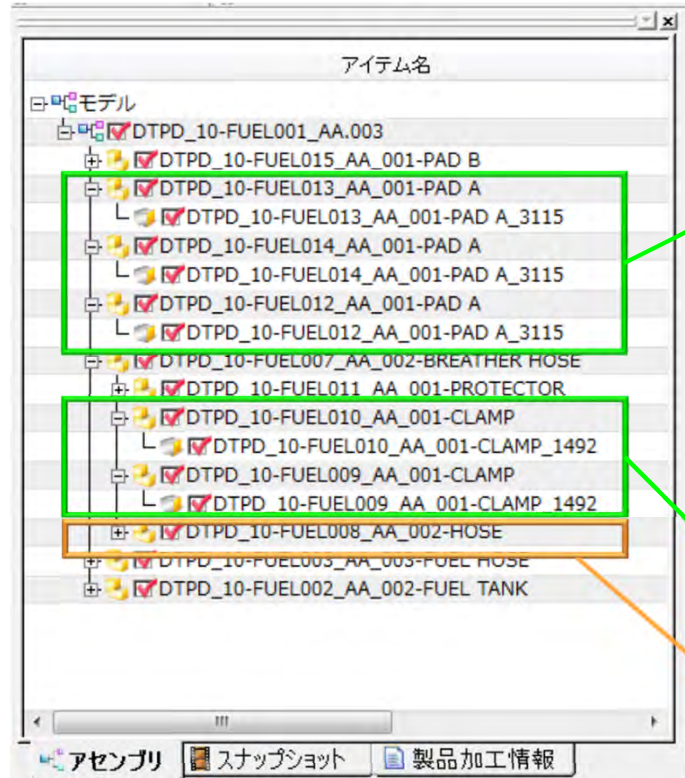 アイテム名
モデル
DTPD_10-FUEL001_AA.003
DTPD_10-FUEL015_AA_001-PAD B
DTPD_10-FUEL013_AA_001-PAD A
DTPD_10-FUEL013_AA_001-PAD A_3115
DTPD_10-FUEL014_AA_001-PAD A
DTPD_10-FUEL014_AA_001-PAD A_3115
DTPD_10-FUEL012_AA_001-PAD A
DTPD_10-FUEL012_AA_001-PAD A_3115
DTPD_10-FUEL007_AA_002-BREATHER HOSE
DTPD_10-FUEL011_AA_001-PROTECTOR
DTPD_10-FUEL010_AA_001-CLAMP
DTPD_10-FUEL010_AA_001-CLAMP_1492
DTPD_10-FUEL009_AA_001-CLAMP
DTPD_10-FUEL009_AA_001-CLAMP_1492
DTPD_10-FUEL008_AA_002-HOSE
DTPD_10-FUEL003_AA_003-FUEL HOSE
DTPD_10-FUEL002_AA_002-FUEL TANK
アセンブリ スナップショット 製品加工情報